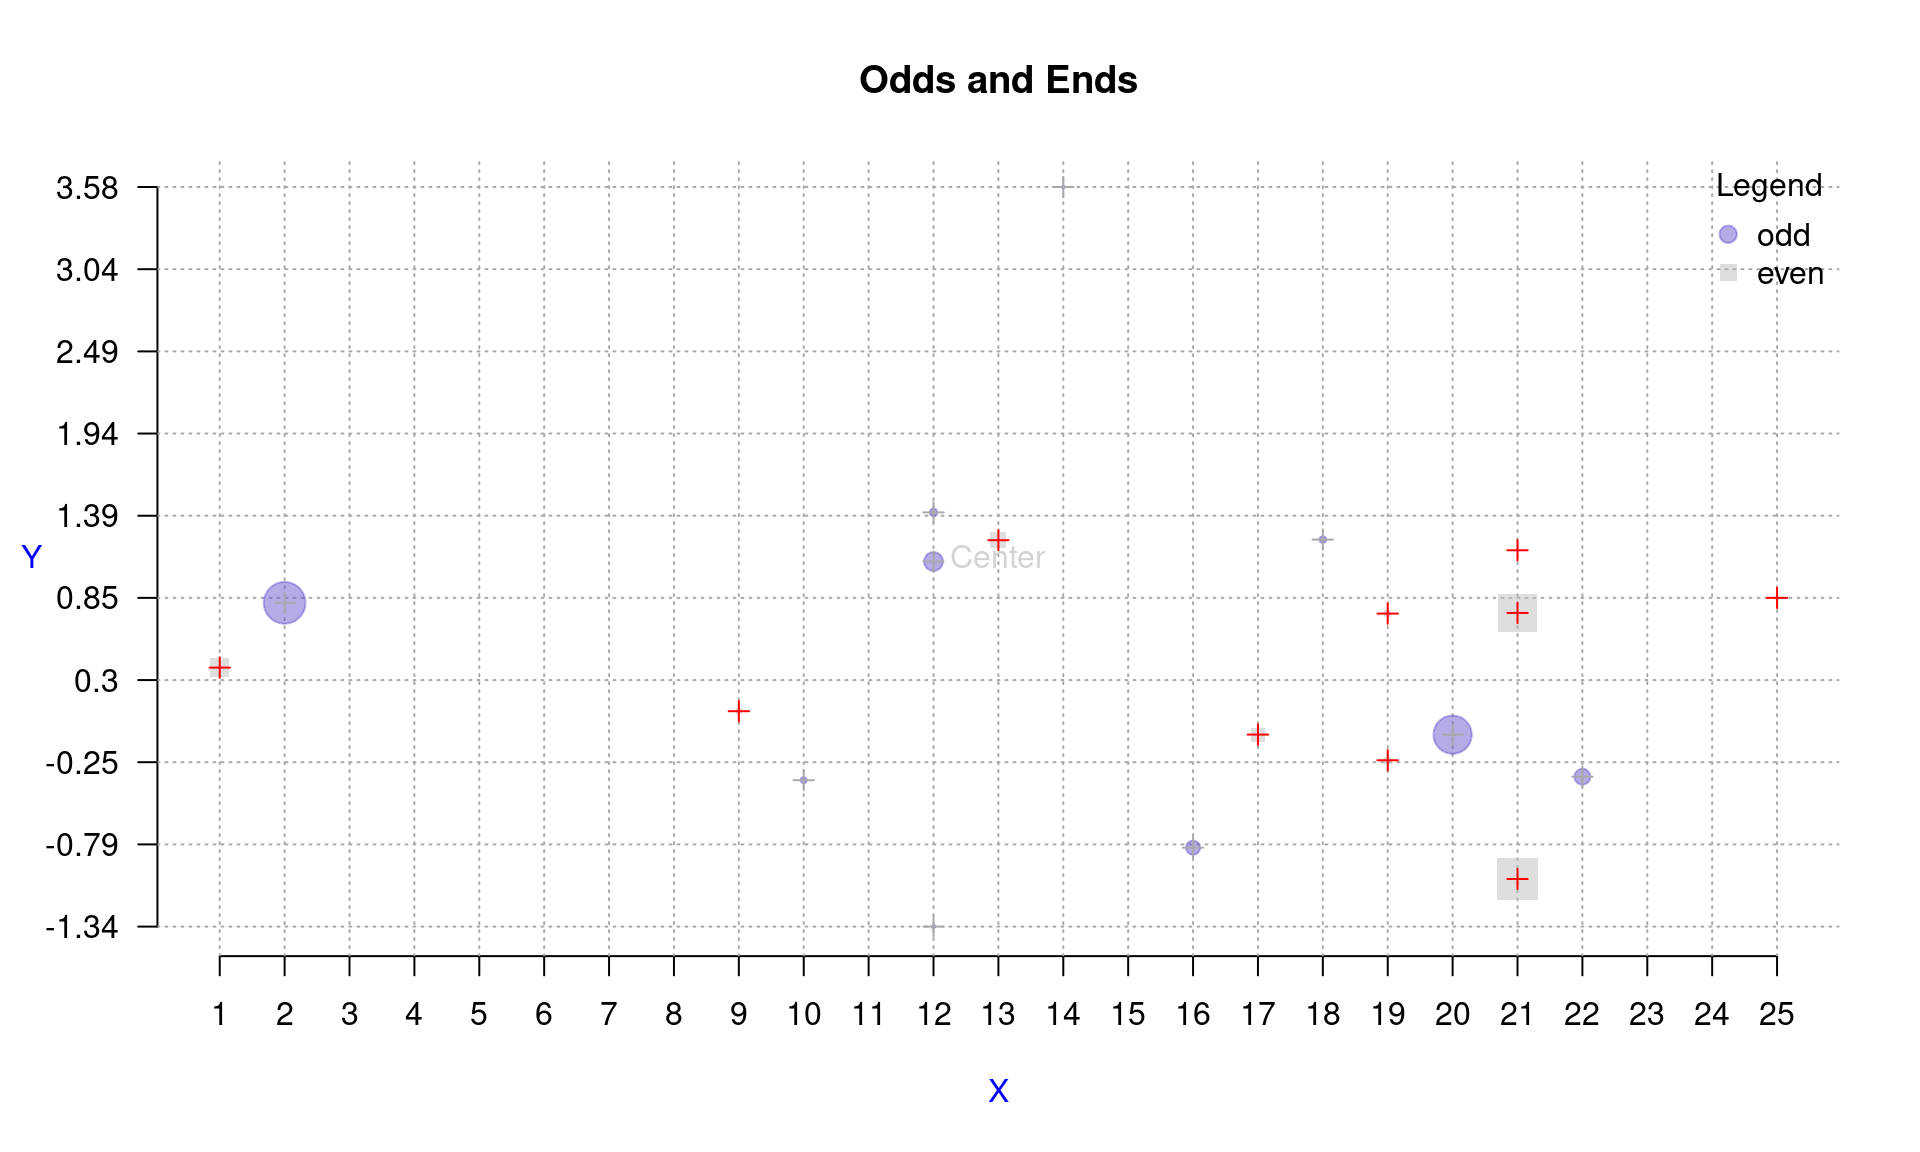 Odds and Ends
3.58
3.04
2.49
1.94
1.39
0.85
0.3
-0.25
-0.79
-1.34
Y
Legend
odd
even
Center
1 2 3 4 5 6 7 8 9 10 11 12 13 14 15 16 17 18 19 20 21 22 23 24 25
X